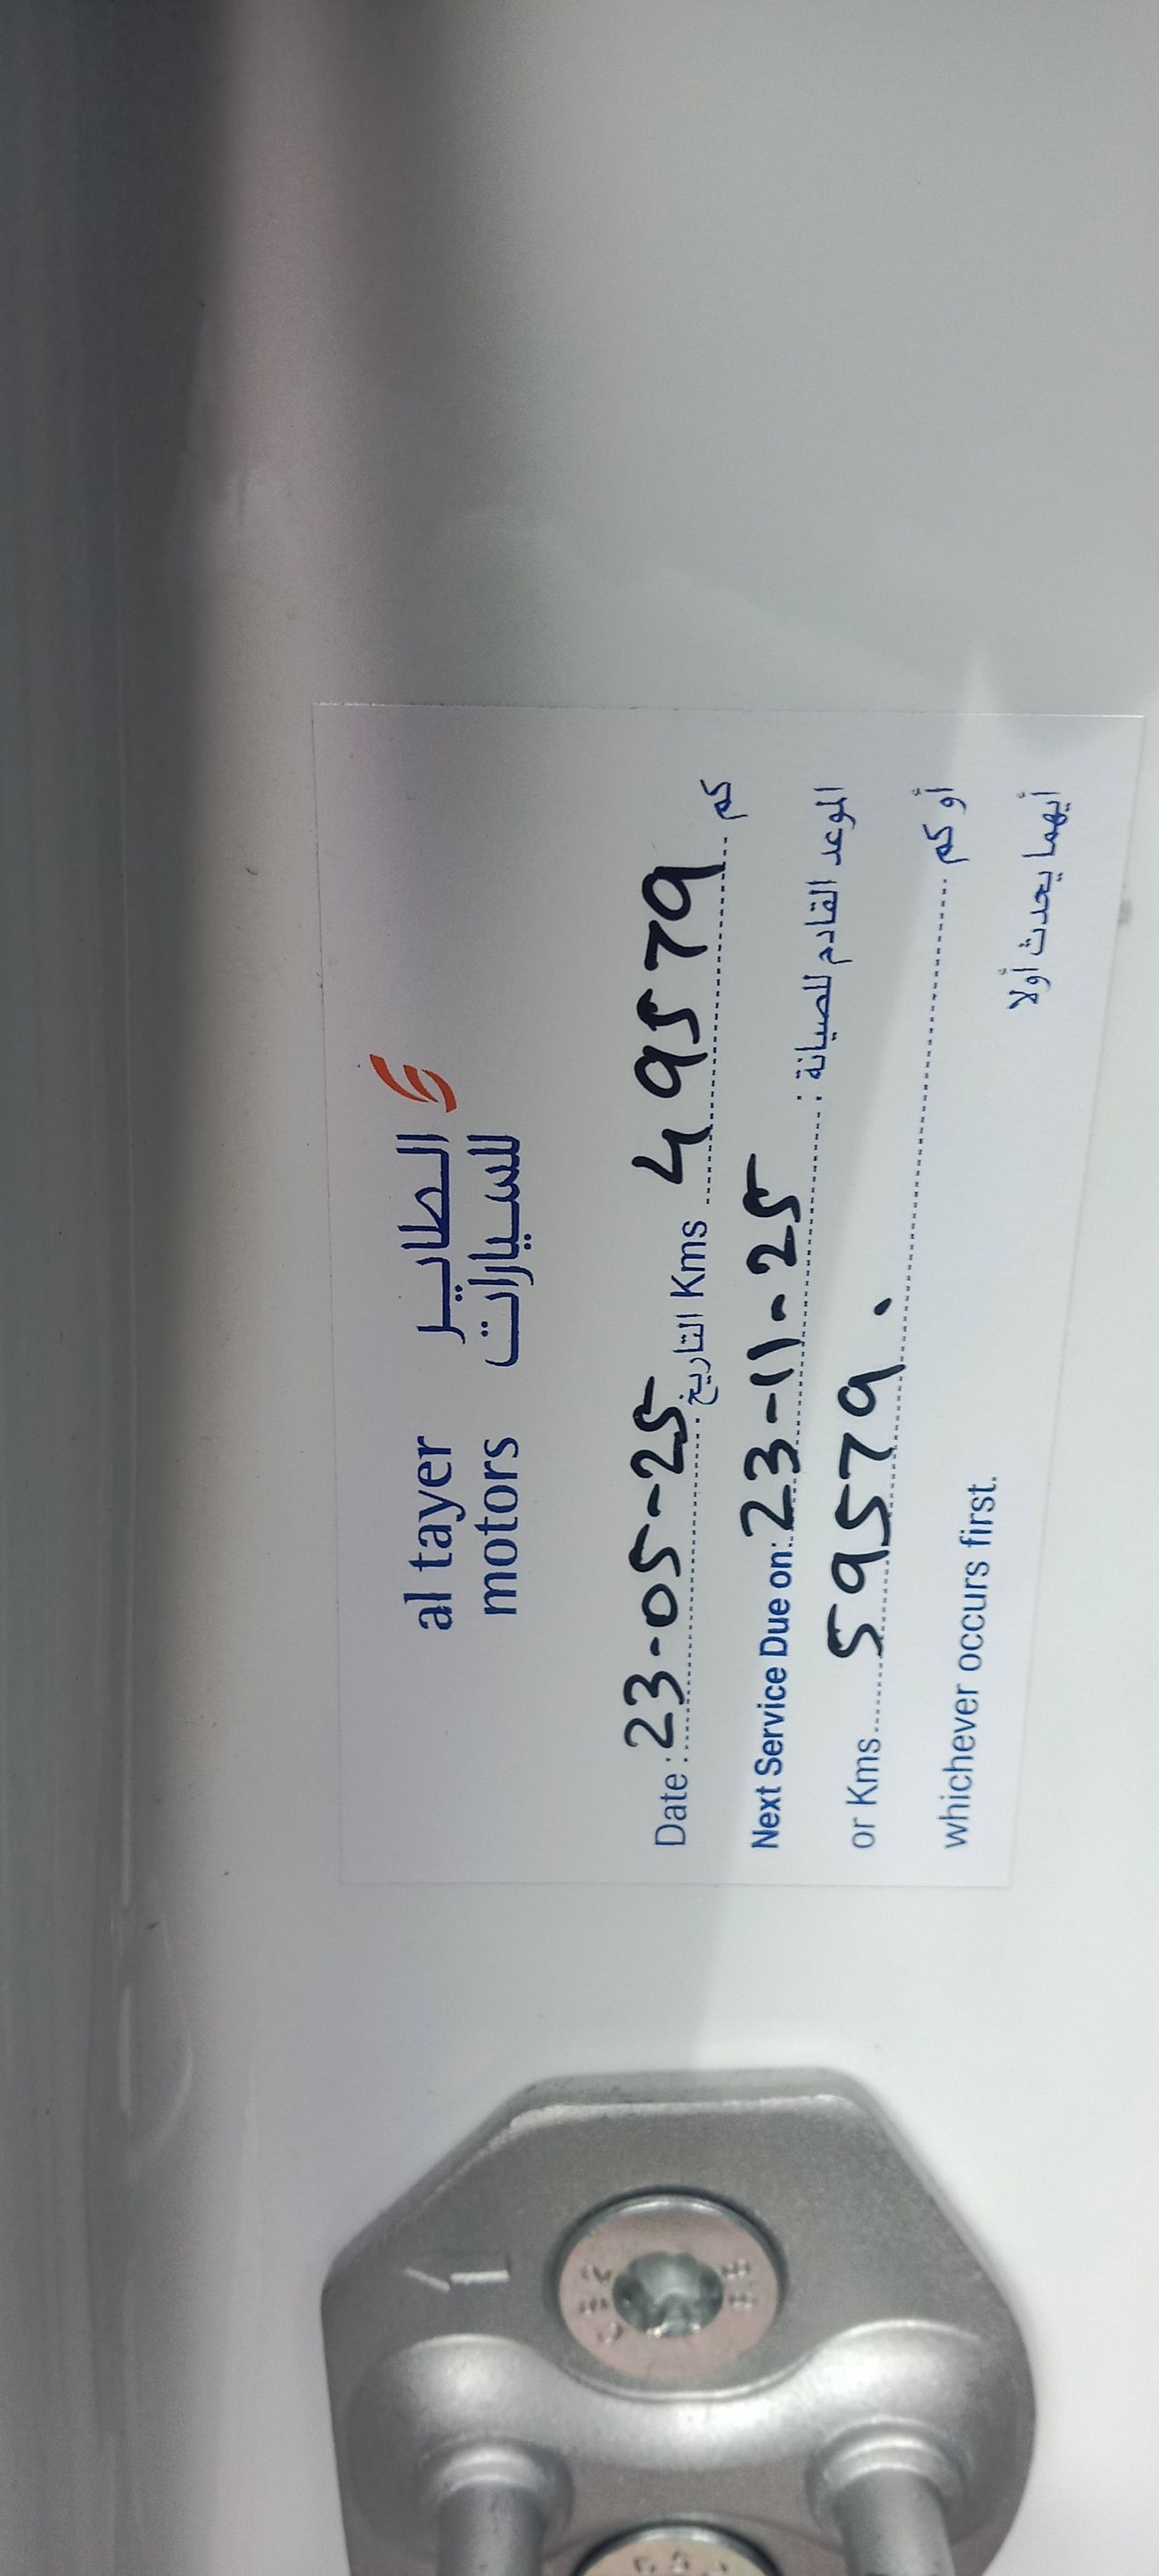 al tayer الطاير
motors للسيارات
Date : 23-05-25 التاريخ Kms 49579 كم
Next Service Due on: 23-11-25 : الموعد القادم للصيانة
or Kms 59579. أو كم
whichever occurs first. أيهما يحدث أولا